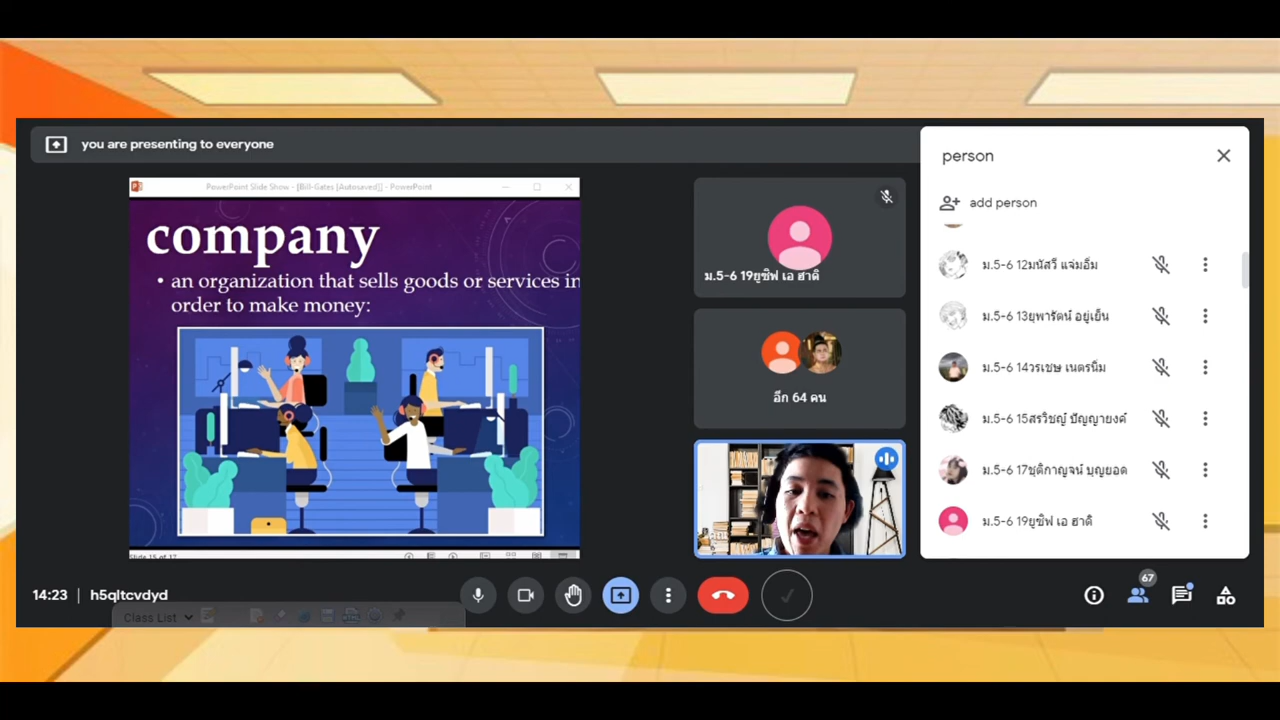 you are presenting to everyone
PowerPoint Slide Show - [Bill-Gates [Autosaved]] - PowerPoint
company
• an organization that sells goods or services in
order to make money:
Slide 15 of 17
ม.5-6 19ยูซิฟ เอ ฮาดิ
อีก 64 คน
person
add person
ม.5-6 12มนัสวี แจ่มอิ่ม
ม.5-6 13ยุพารัตน์ อยู่เย็น
ม.5-6 14วรเชษ เนตรนิ่ม
ม.5-6 15สรวิชญ์ ปัญญายงค์
ม.5-6 17ชุติกาญจน์ บุญยอด
ม.5-6 19ยูซิฟ เอ ฮาดิ
14:23 | h5qltcvdyd
67
Class List